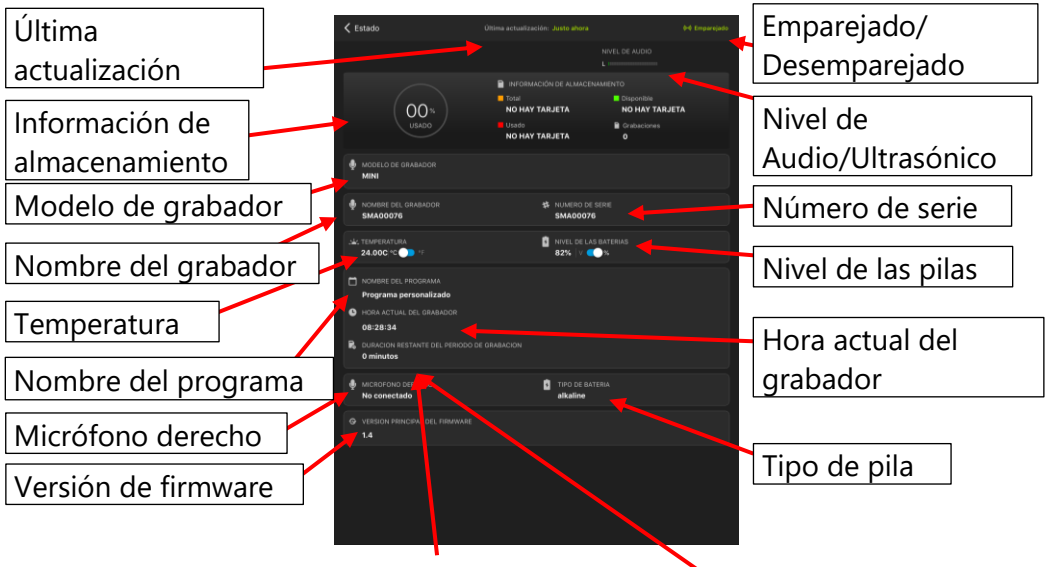 Última
actualización
Información de
almacenamiento
Modelo de grabador
Nombre del grabador
Temperatura
Nombre del programa
Micrófono derecho
Versión de firmware
Estado
Última actualización: Justo ahora
Emparejado
NIVEL DE AUDIO
L
00%
USADO
INFORMACIÓN DE ALMACENAMIENTO
Total
NO HAY TARJETA
Disponible
NO HAY TARJETA
Usado
NO HAY TARJETA
Grabaciones
0
MODELO DE GRABADOR
MINI
NOMBRE DEL GRABADOR
SMA00076
NUMERO DE SERIE
SMA00076
TEMPERATURA
24.00C °C °F
NIVEL DE LAS BATERIAS
82% V %
NOMBRE DEL PROGRAMA
Programa personalizado
HORA ACTUAL DEL GRABADOR
08:28:34
DURACION RESTANTE DEL PERIODO DE GRABACION
0 minutos
MICROFONO
No conectado
TIPO DE BATERIA
alkaline
VERSION PRINCIPAL DEL FIRMWARE
1.4
Emparejado/
Desemparejado
Nivel de
Audio/Ultrasónico
Número de serie
Nivel de las pilas
Hora actual del
grabador
Tipo de pila